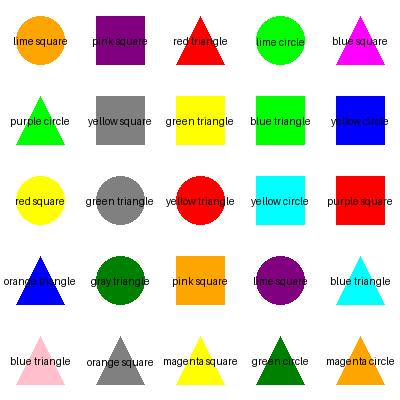 lime square pink square red triangle lime circle blue square
purple circle yellow square green triangle blue triangle yellow circle
red square green triangle yellow triangle yellow circle purple square
orange triangle gray triangle pink square lime square blue triangle
blue triangle orange square magenta square green circle magenta circle